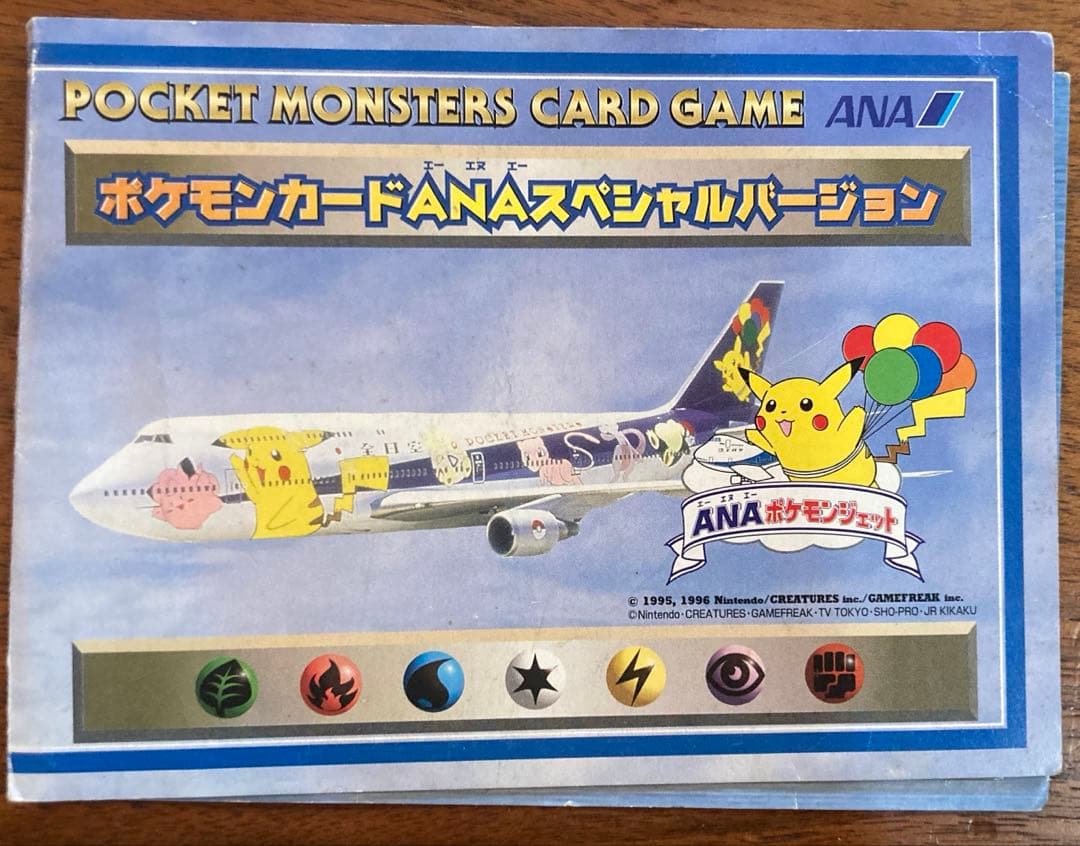 POCKET MONSTERS CARD GAME ANA
エー エヌ エー
ポケモンカードANAスペシャルバージョン
全日空
POCKET MONSTERS
エー エヌ エー
ANAポケモンジェット
© 1995, 1996 Nintendo/CREATURES inc./GAMEFREAK inc.
©Nintendo・CREATURES・GAMEFREAK・TV TOKYO・SHO-PRO・JR KIKAKU